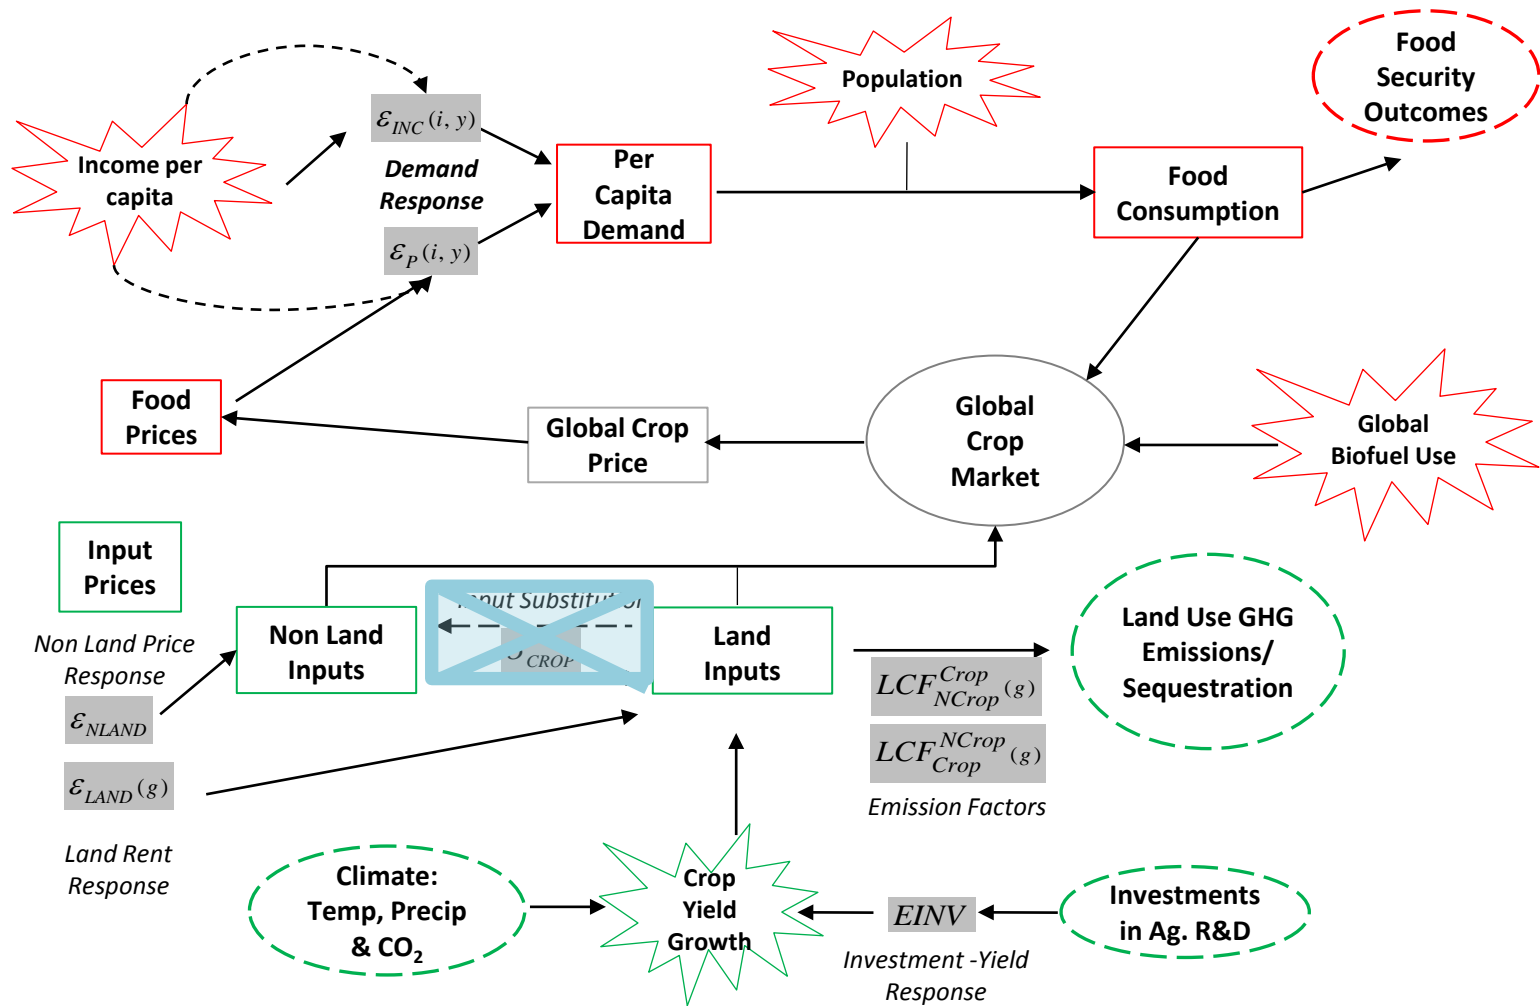 Food
Security
Outcomes
Population
Income per
capita
ε_INC (i, y)
Demand
Response
ε_P (i, y)
Per
Capita
Demand
Food
Consumption
Food
Prices
Global Crop
Price
Global
Crop
Market
Global
Biofuel Use
Input
Prices
Non Land Price
Response
ε_NLAND
ε_LAND (g)
Land Rent
Response
Non Land
Inputs
Input Substitution
CROP
Land
Inputs
LCF^Crop_NCrop (g)
LCF^NCrop_Crop (g)
Emission Factors
Land Use GHG
Emissions/
Sequestration
Climate:
Temp, Precip
& CO₂
Crop
Yield
Growth
EINV
Investment -Yield
Response
Investments
in Ag. R&D